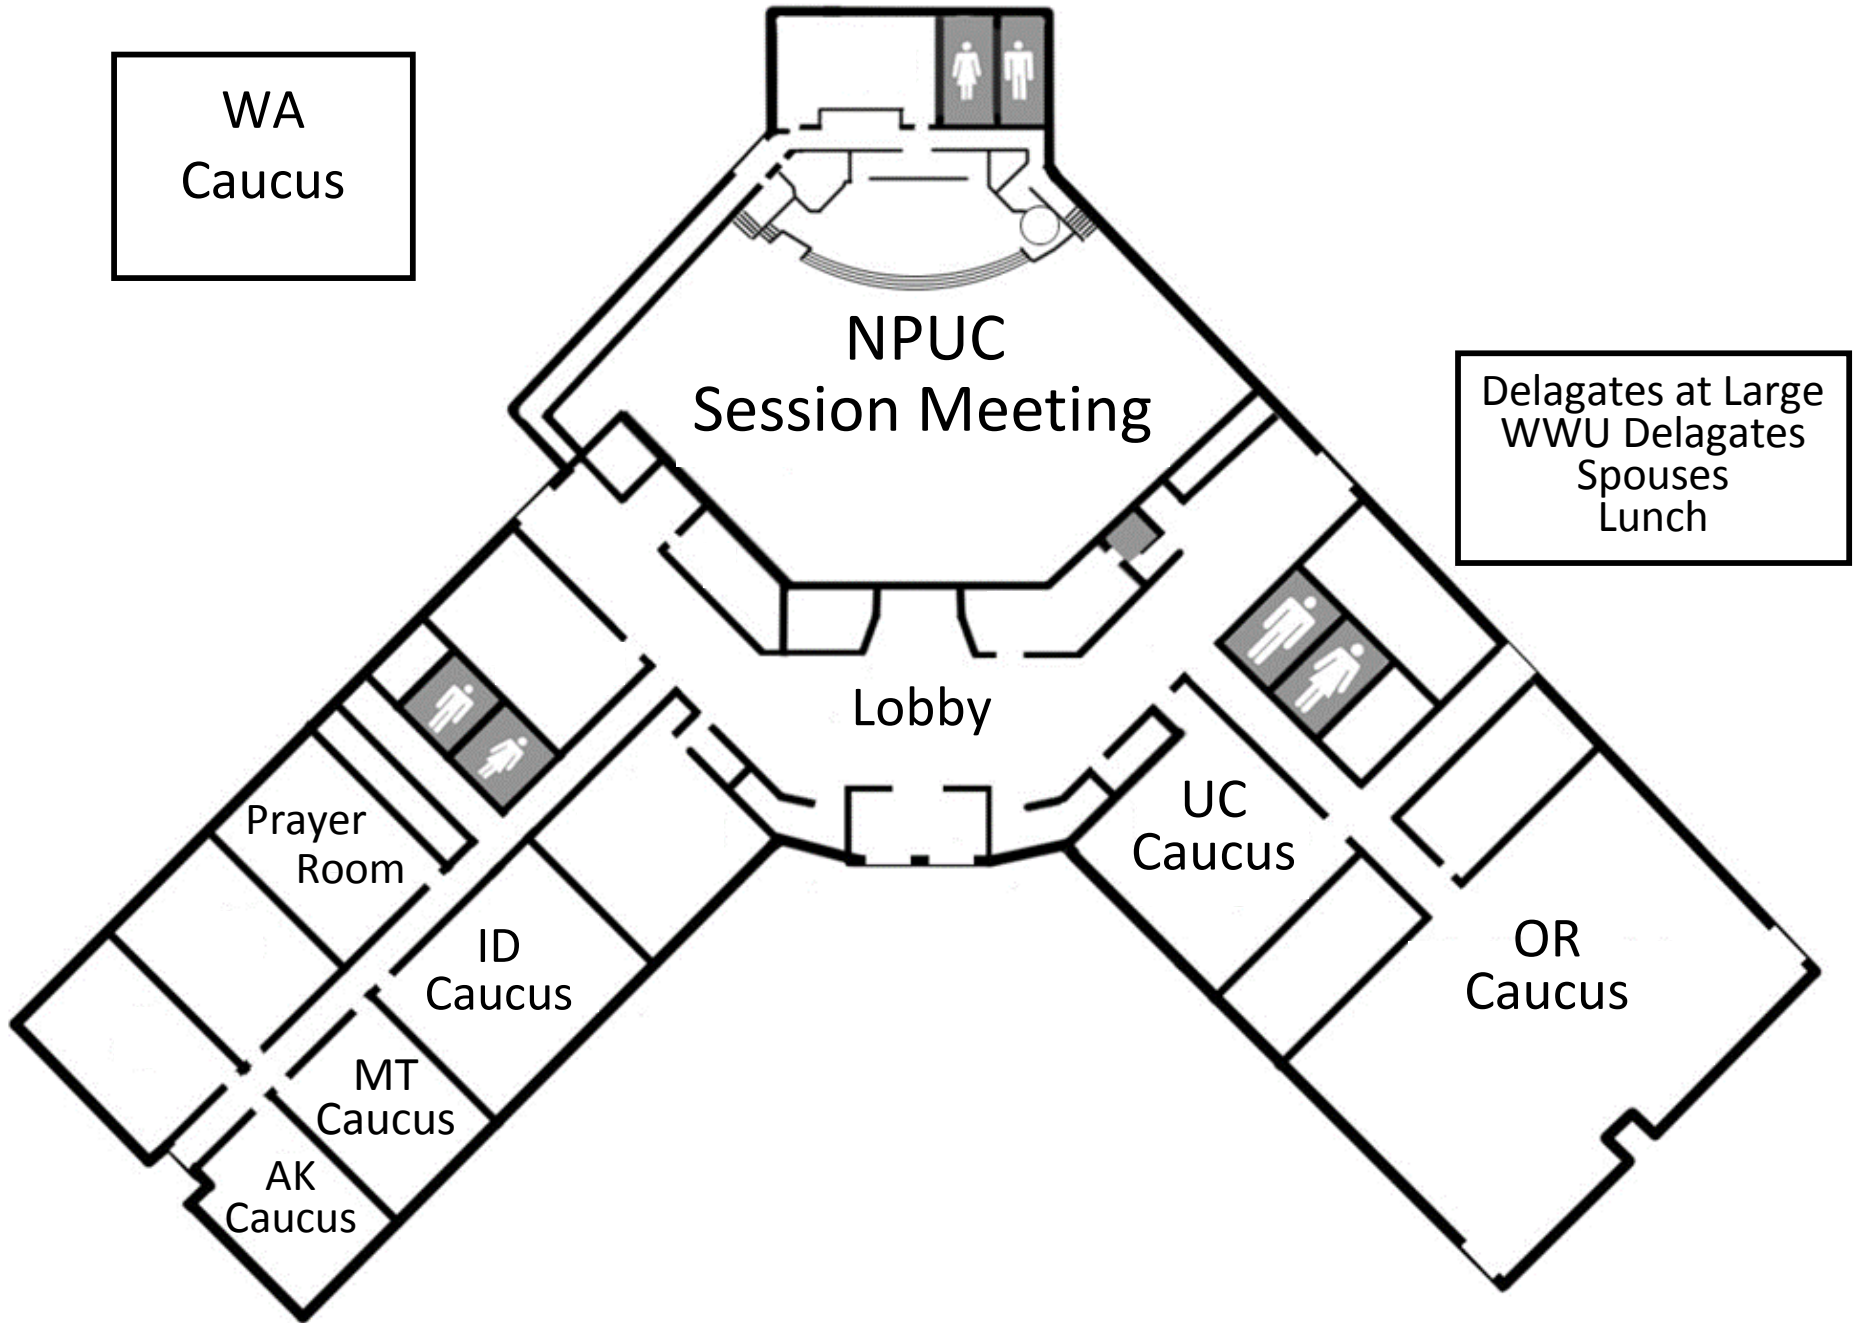 WA
Caucus
NPUC
Session Meeting
Delagates at Large
WWU Delagates
Spouses
Lunch
Lobby
Prayer
Room
UC
Caucus
ID
Caucus
OR
Caucus
MT
Caucus
AK
Caucus